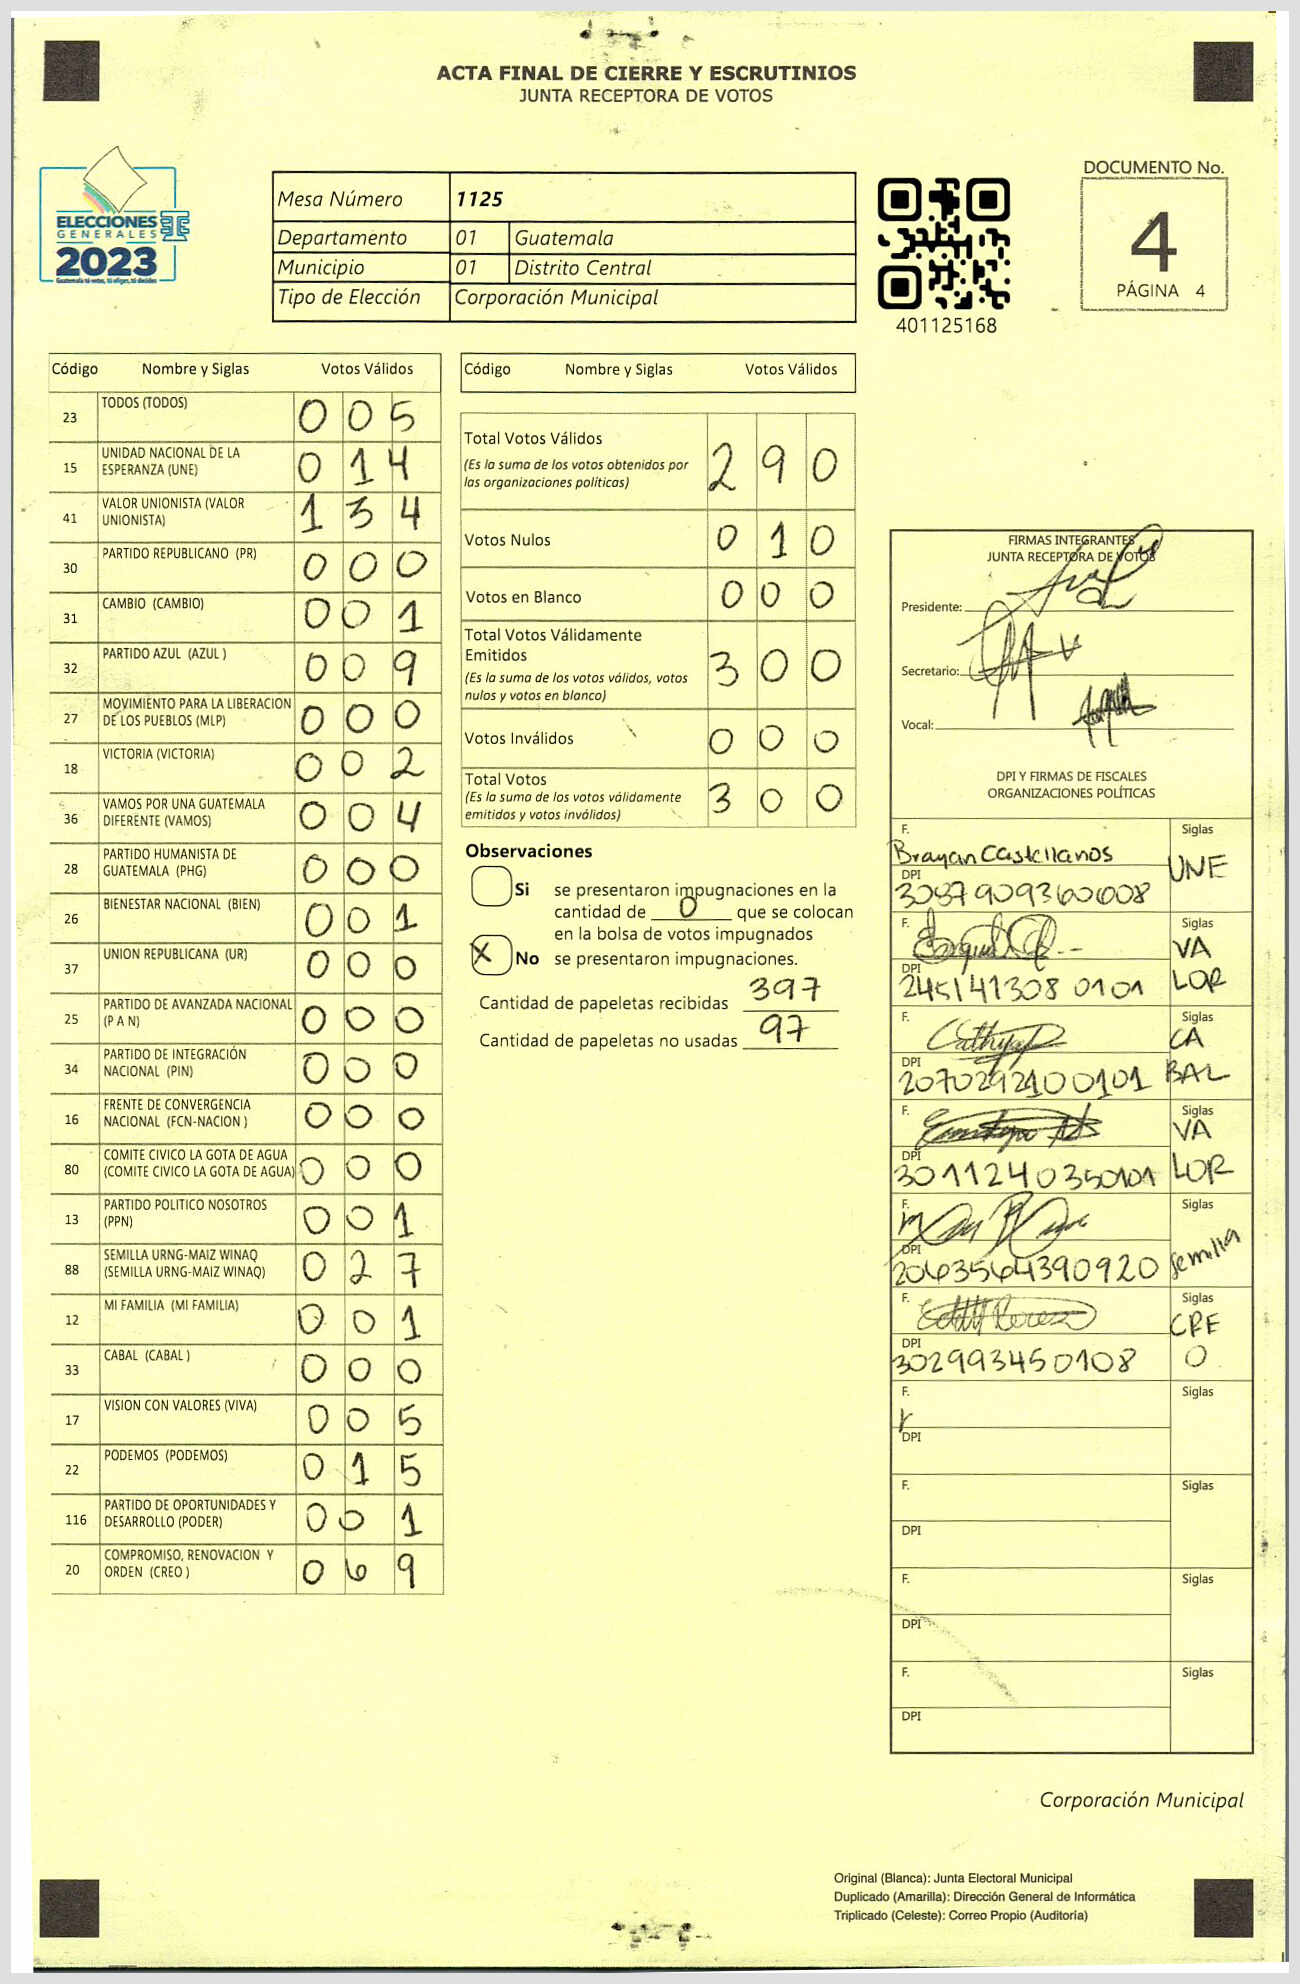 ACTA FINAL DE CIERRE Y ESCRUTINIOS
JUNTA RECEPTORA DE VOTOS
ELECCIONES
GENERALES
2023
Guatemala tú votas, tú eliges, tú decides
Mesa Número 1125
Departamento 01 Guatemala
Municipio 01 Distrito Central
Tipo de Elección Corporación Municipal
401125168
DOCUMENTO No.
4
PÁGINA 4
Código Nombre y Siglas Votos Válidos
23 TODOS (TODOS) 0 0 5
15 UNIDAD NACIONAL DE LA ESPERANZA (UNE) 0 1 4
41 VALOR UNIONISTA (VALOR UNIONISTA) 1 3 4
30 PARTIDO REPUBLICANO (PR) 0 0 0
31 CAMBIO (CAMBIO) 0 0 1
32 PARTIDO AZUL (AZUL ) 0 0 9
27 MOVIMIENTO PARA LA LIBERACION DE LOS PUEBLOS (MLP) 0 0 0
18 VICTORIA (VICTORIA) 0 0 2
36 VAMOS POR UNA GUATEMALA DIFERENTE (VAMOS) 0 0 4
28 PARTIDO HUMANISTA DE GUATEMALA (PHG) 0 0 0
26 BIENESTAR NACIONAL (BIEN) 0 0 1
37 UNION REPUBLICANA (UR) 0 0 0
25 PARTIDO DE AVANZADA NACIONAL (P A N) 0 0 0
34 PARTIDO DE INTEGRACIÓN NACIONAL (PIN) 0 0 0
16 FRENTE DE CONVERGENCIA NACIONAL (FCN-NACION ) 0 0 0
80 COMITE CIVICO LA GOTA DE AGUA (COMITE CIVICO LA GOTA DE AGUA) 0 0 0
13 PARTIDO POLITICO NOSOTROS (PPN) 0 0 1
88 SEMILLA URNG-MAIZ WINAQ (SEMILLA URNG-MAIZ WINAQ) 0 2 7
12 MI FAMILIA (MI FAMILIA) 0 0 1
33 CABAL (CABAL ) 0 0 0
17 VISION CON VALORES (VIVA) 0 0 5
22 PODEMOS (PODEMOS) 0 1 5
116 PARTIDO DE OPORTUNIDADES Y DESARROLLO (PODER) 0 0 1
20 COMPROMISO, RENOVACION Y ORDEN (CREO ) 0 6 9
Código Nombre y Siglas Votos Válidos
Total Votos Válidos 2 9 0
(Es la suma de los votos obtenidos por
las organizaciones políticas)
Votos Nulos 0 1 0
Votos en Blanco 0 0 0
Total Votos Válidamente
Emitidos 3 0 0
(Es la suma de los votos válidos, votos
nulos y votos en blanco)
Votos Inválidos 0 0 0
Total Votos 3 0 0
(Es la suma de los votos válidamente
emitidos y votos inválidos)
Observaciones
Si se presentaron impugnaciones en la
cantidad de 0 que se colocan
en la bolsa de votos impugnados
X No se presentaron impugnaciones.
Cantidad de papeletas recibidas 397
Cantidad de papeletas no usadas 97
FIRMAS INTEGRANTES
JUNTA RECEPTORA DE VOTOS
Presidente:
Secretario:
Vocal:
DPI Y FIRMAS DE FISCALES
ORGANIZACIONES POLÍTICAS
F. Brayan Castellanos Siglas UNE
DPI 3087909360608
F. Siglas VA LOR
DPI 2451413080101
F. Siglas CA BAL
DPI 2070292100101
F. Siglas VA LOR
DPI 3011240350101
F. Siglas Semilla
DPI 2063564390920
F. Siglas CREO
DPI 302993450108
F. Siglas
DPI
F. Siglas
DPI
F. Siglas
DPI
F. Siglas
DPI
Corporación Municipal
Original (Blanca): Junta Electoral Municipal
Duplicado (Amarilla): Dirección General de Informática
Triplicado (Celeste): Correo Propio (Auditoría)